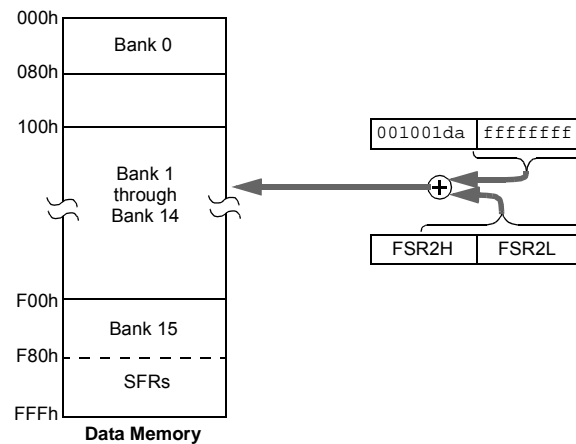 000h
Bank 0
080h
100h
001001da ffffffff
Bank 1
through
Bank 14
FSR2H FSR2L
F00h
Bank 15
F80h
SFRs
FFFh
Data Memory